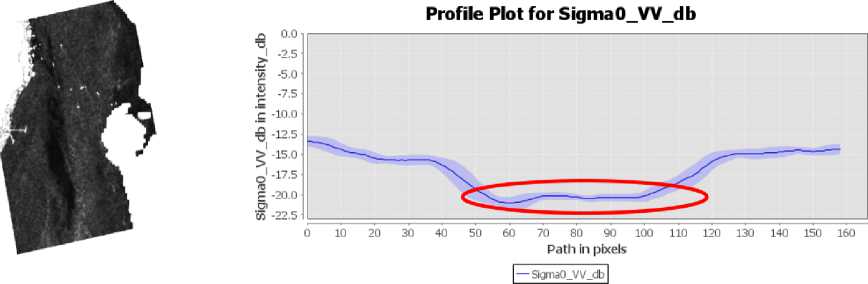 Profile Plot for Sigma0_VV_db
Sigma0_VV_db in intensity_db
0.0
-2.5
-5.0
-7.5
-10.0
-12.5
-15.0
-17.5
-20.0
-22.5
0 10 20 30 40 50 60 70 80 90 100 110 120 130 140 150 160
Path in pixels
Sigma0_VV_db